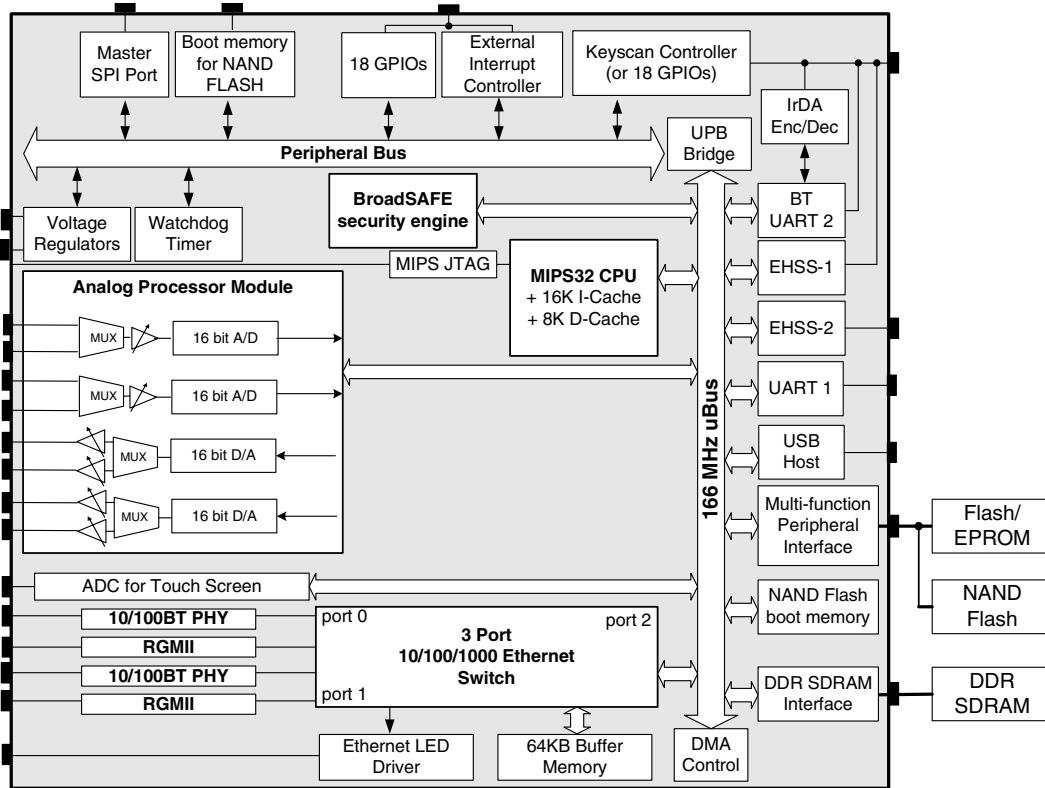 Master
SPI Port
Boot memory
for NAND
FLASH
18 GPIOs
External
Interrupt
Controller
Keyscan Controller
(or 18 GPIOs)
IrDA
Enc/Dec
UPB
Bridge
Peripheral Bus
BroadSAFE
security engine
BT
UART 2
Voltage
Regulators
Watchdog
Timer
MIPS JTAG
MIPS32 CPU
+ 16K I-Cache
+ 8K D-Cache
EHSS-1
Analog Processor Module
MUX
16 bit A/D
EHSS-2
MUX
16 bit A/D
UART 1
166 MHz uBus
MUX
16 bit D/A
USB
Host
MUX
16 bit D/A
Multi-function
Peripheral
Interface
Flash/
EPROM
ADC for Touch Screen
NAND Flash
boot memory
NAND
Flash
10/100BT PHY
RGMII
10/100BT PHY
RGMII
port 0
port 2
3 Port
10/100/1000 Ethernet
Switch
port 1
DDR SDRAM
Interface
DDR
SDRAM
Ethernet LED
Driver
64KB Buffer
Memory
DMA
Control